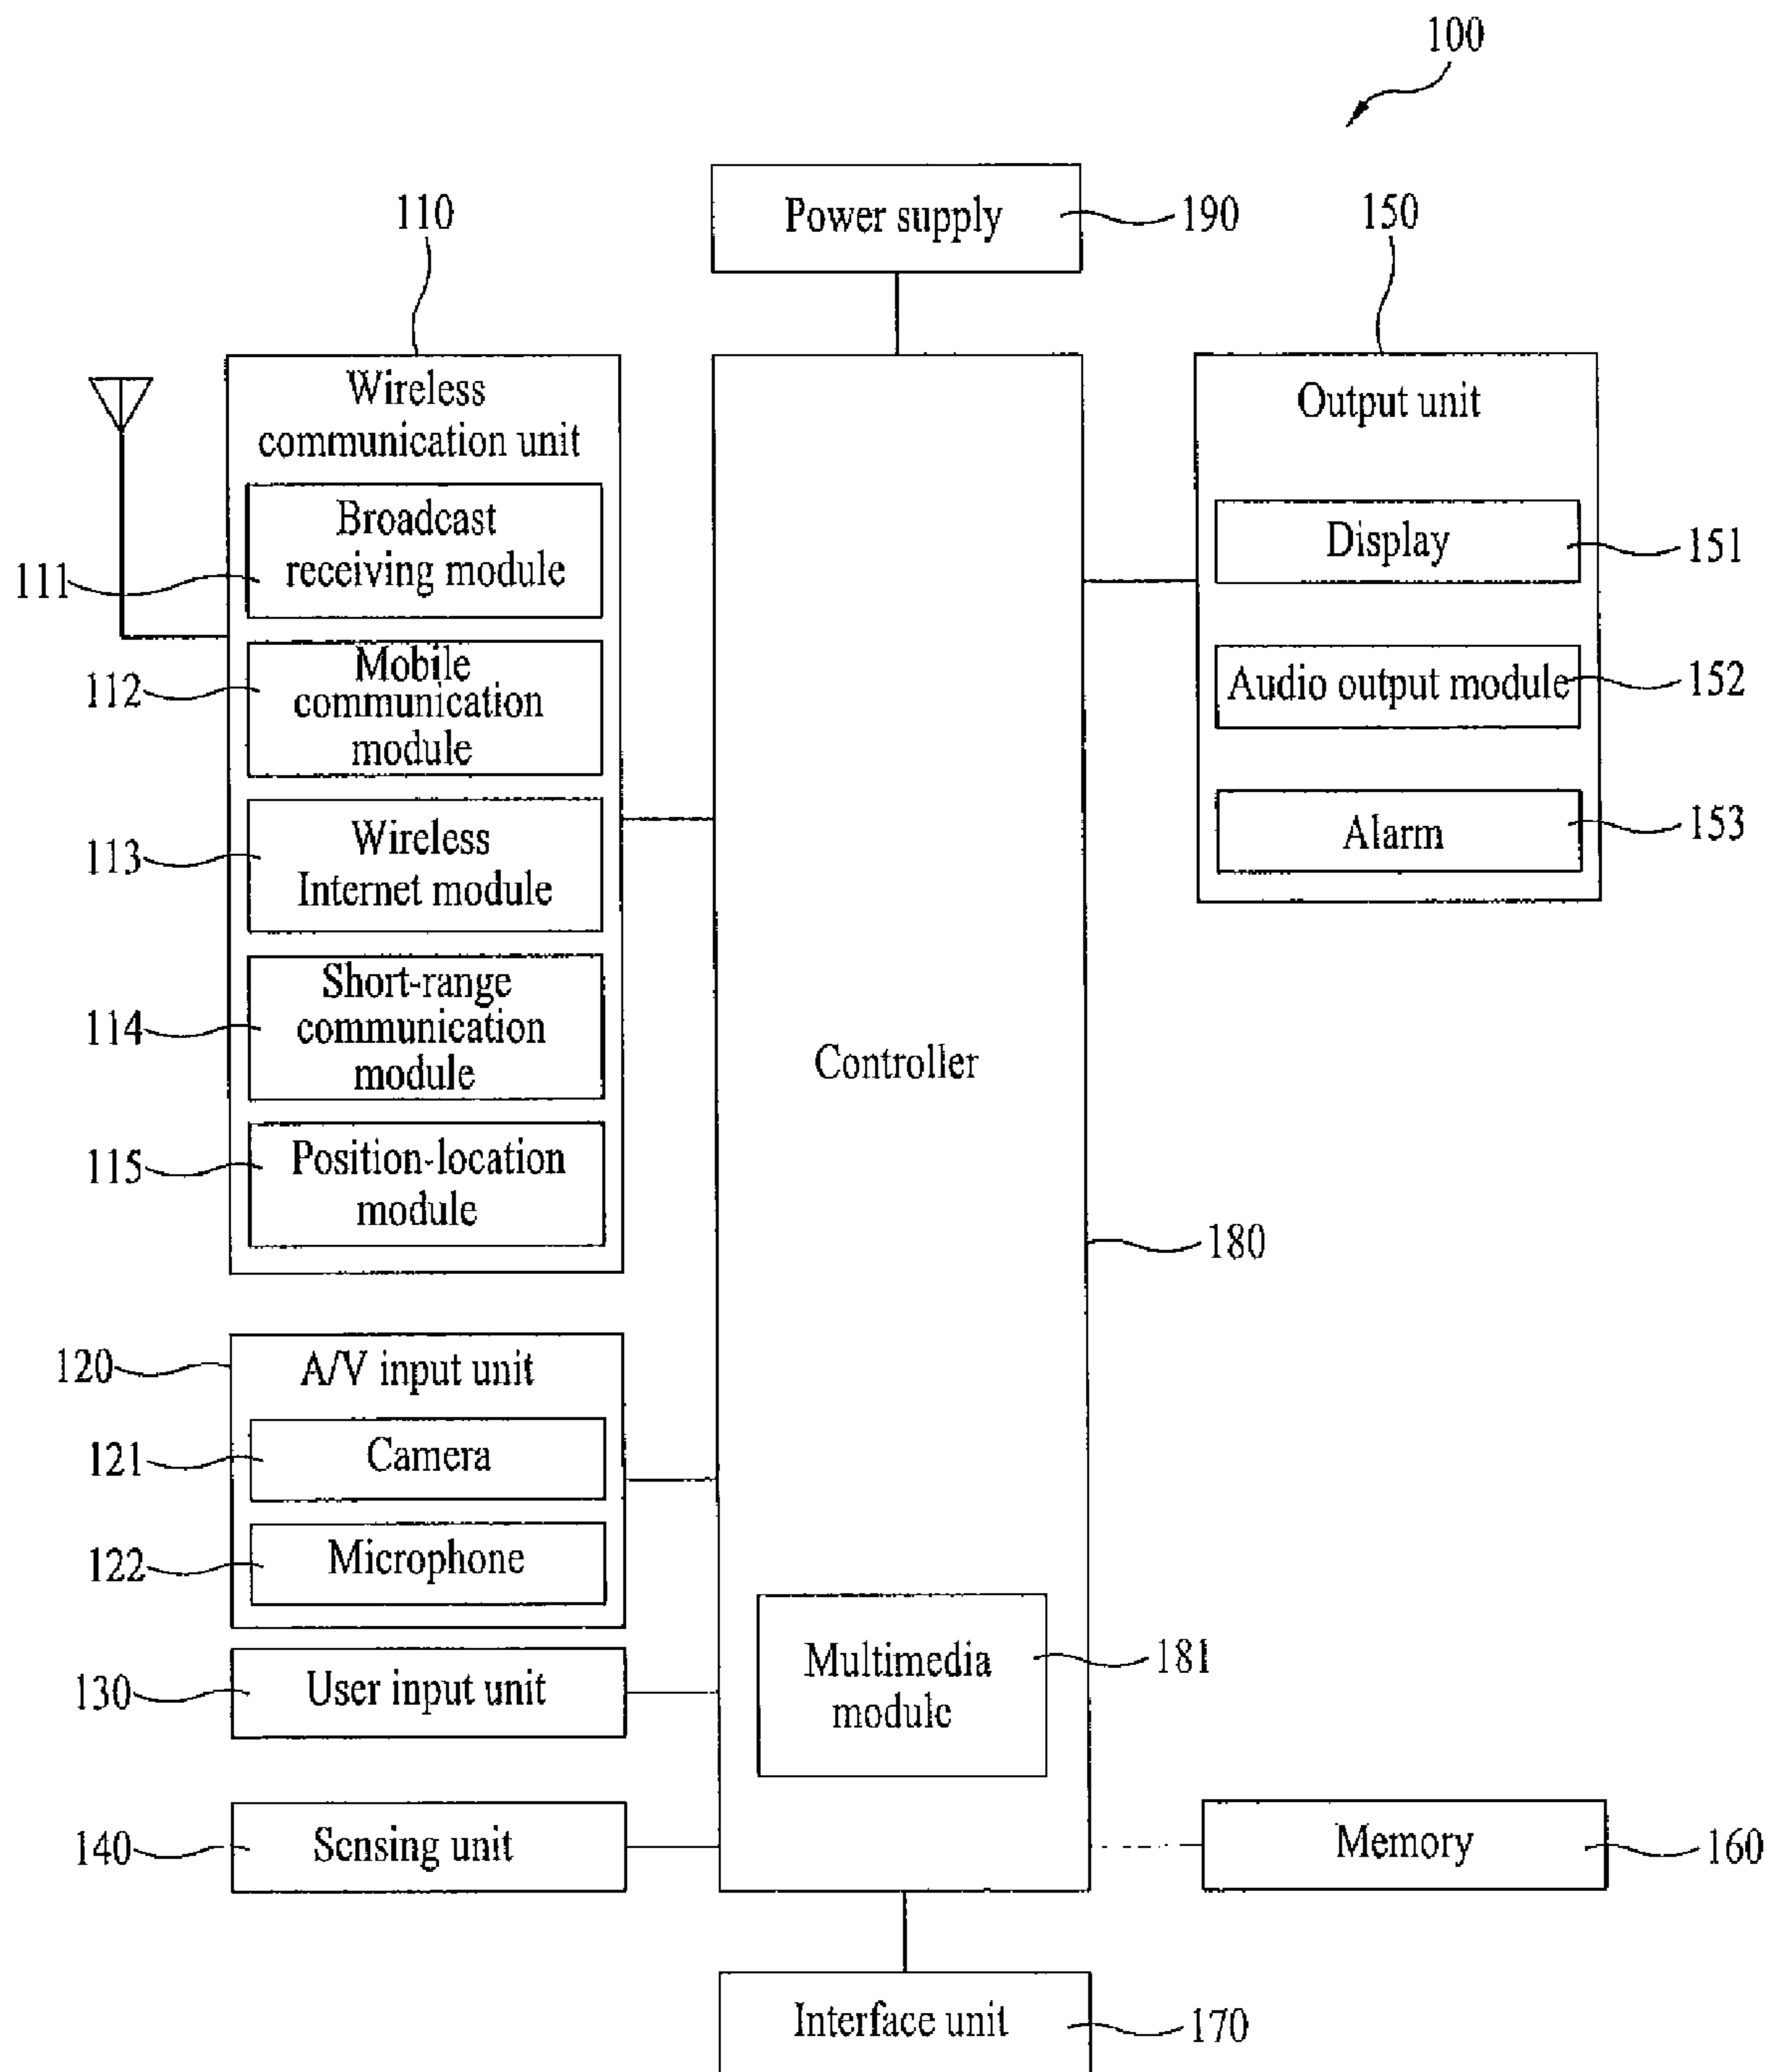 100
Power supply
190
110
150
Wireless
communication unit
Broadcast
receiving module
111
Mobile
communication
module
112
Wireless
Internet module
113
Short-range
communication
module
114
Position-location
module
115
Output unit
Display
151
Audio output module
152
Alarm
153
Controller
180
120
A/V input unit
Camera
121
Microphone
122
Multimedia
module
181
130
User input unit
140
Sensing unit
Memory
160
Interface unit
170